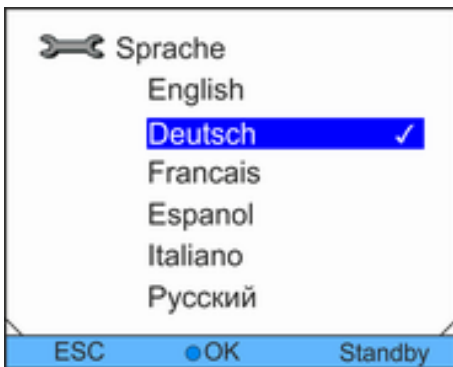 Sprache
English
Deutsch ✓
Francais
Espanol
Italiano
Русский
ESC OK Standby